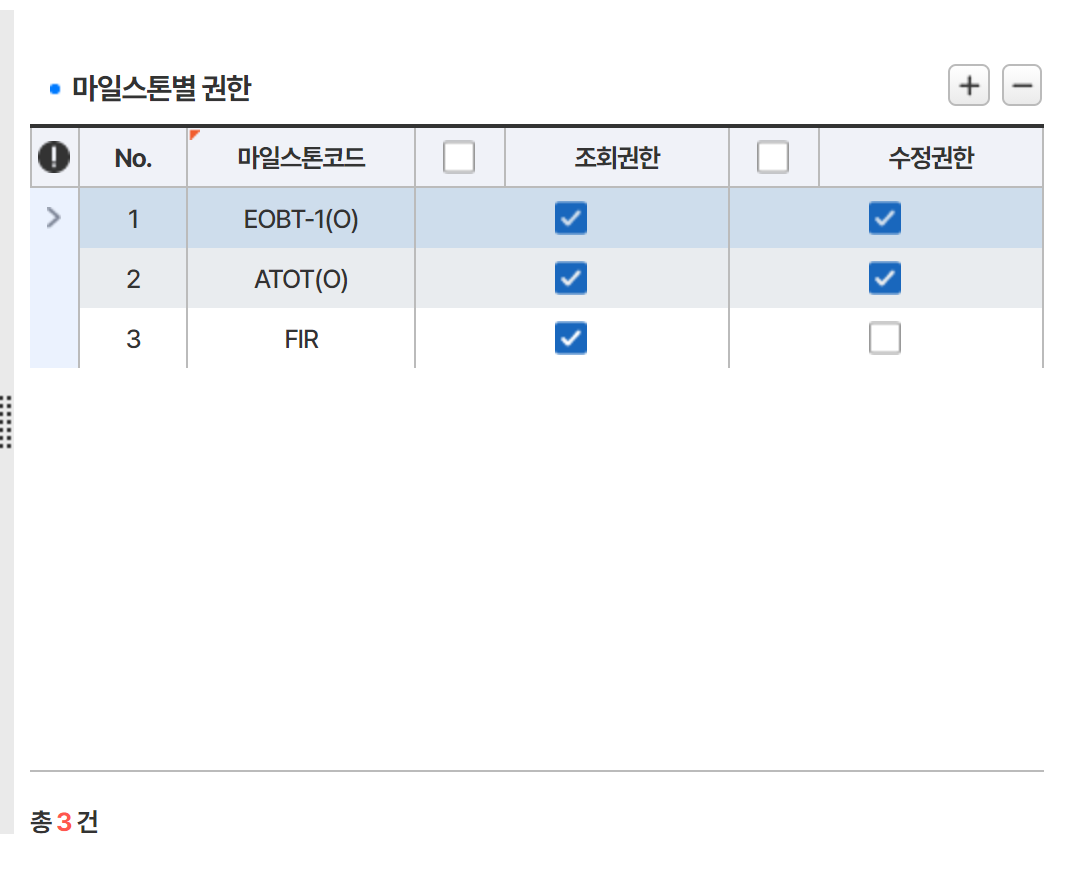 마일스톤별 권한
No. 마일스톤코드 조회권한 수정권한
1 EOBT-1(O)
2 ATOT(O)
3 FIR
총 3 건